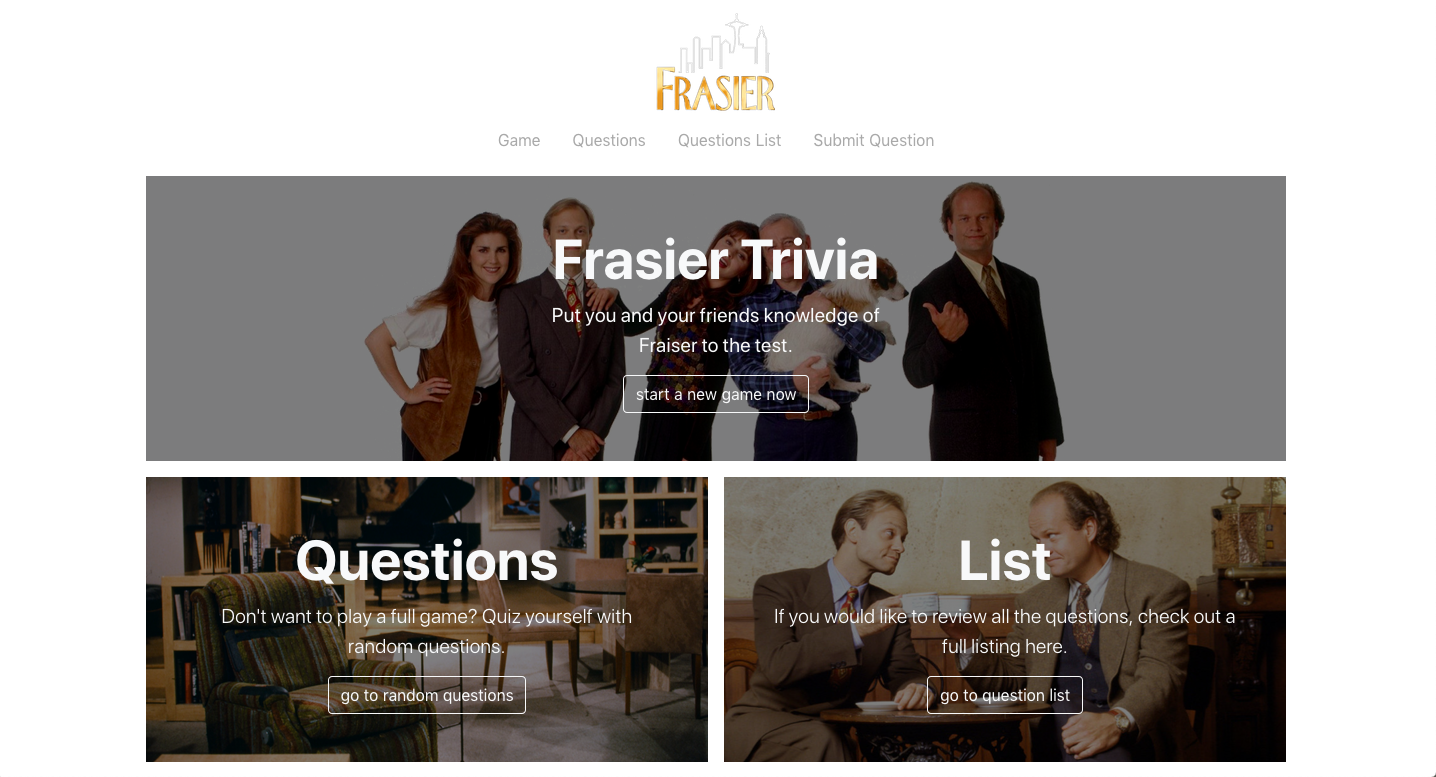 FRASIER
Game Questions Questions List Submit Question
Frasier Trivia
Put you and your friends knowledge of
Fraiser to the test.
start a new game now
Questions
Don't want to play a full game? Quiz yourself with
random questions.
go to random questions
List
If you would like to review all the questions, check out a
full listing here.
go to question list